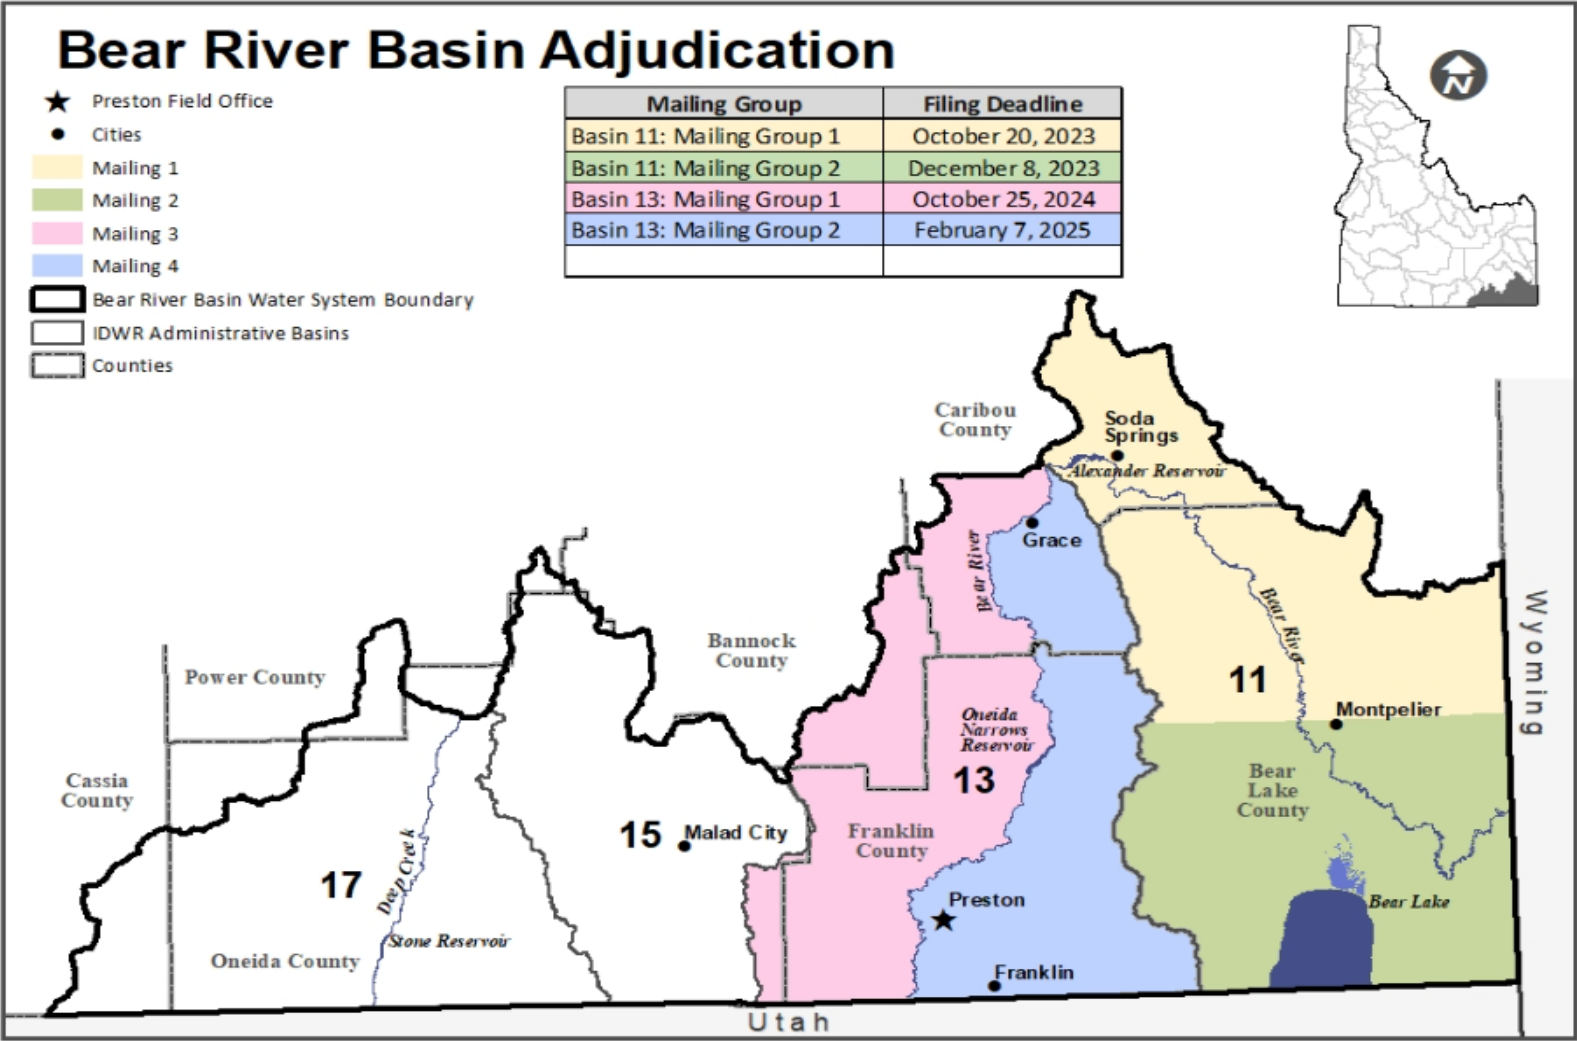 Bear River Basin Adjudication
Preston Field Office
Cities
Mailing 1
Mailing 2
Mailing 3
Mailing 4
Bear River Basin Water System Boundary
IDWR Administrative Basins
Counties
Mailing Group Filing Deadline
Basin 11: Mailing Group 1 October 20, 2023
Basin 11: Mailing Group 2 December 8, 2023
Basin 13: Mailing Group 1 October 25, 2024
Basin 13: Mailing Group 2 February 7, 2025
N
Caribou
County
Soda
Springs
Alexander Reservoir
Grace
Bear River
Bear River
Wyoming
Bannock
County
Power County
11
Montpelier
Oneida
Narrows
Reservoir
13
Bear
Lake
County
Cassia
County
15
Malad City
Franklin
County
17
Deep Creek
Preston
Bear Lake
Stone Reservoir
Oneida County
Franklin
Utah